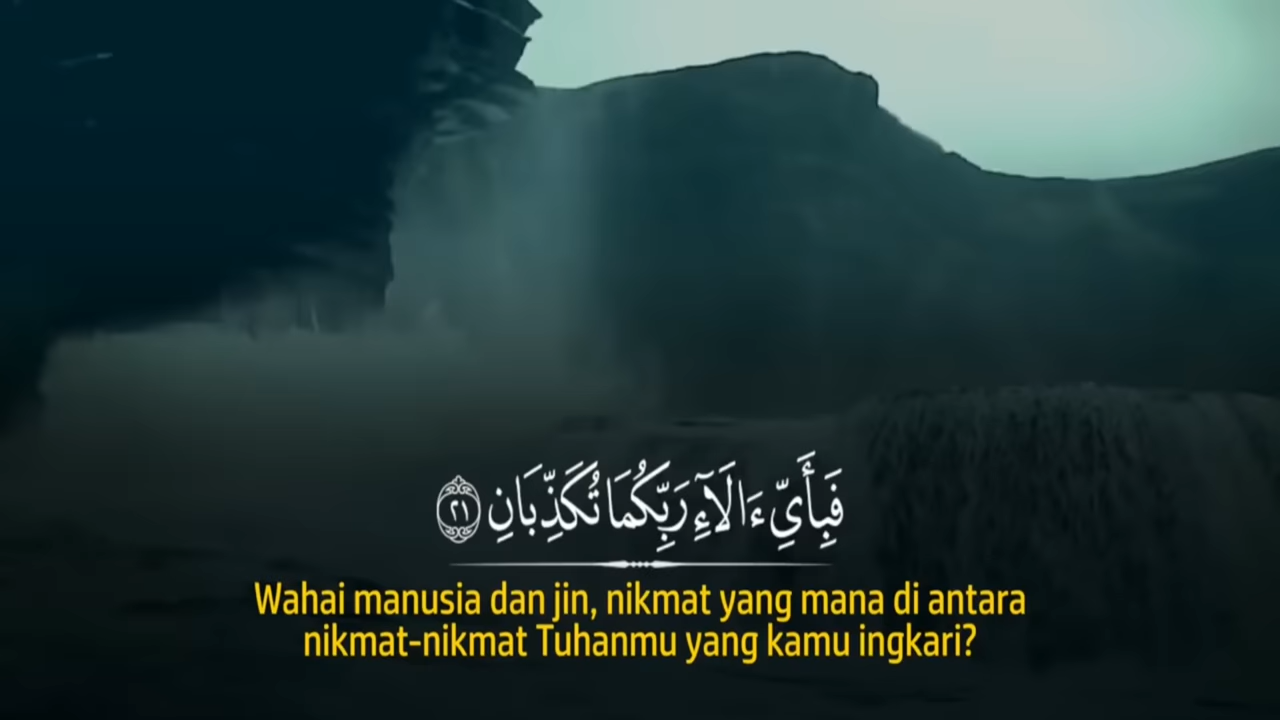 فَبِأَيِّ ءَالَآءِ رَبِّكُمَا تُكَذِّبَانِ ٢١
Wahai manusia dan jin, nikmat yang mana di antara
nikmat-nikmat Tuhanmu yang kamu ingkari?